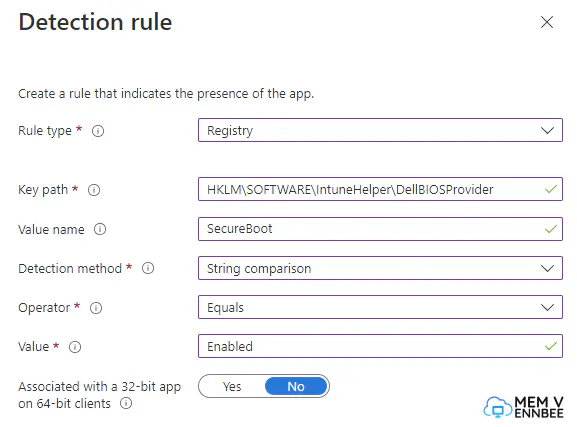 Detection rule
Create a rule that indicates the presence of the app.
Rule type *
Registry
Key path *
HKLM\SOFTWARE\IntuneHelper\DellBIOSProvider
Value name
SecureBoot
Detection method *
String comparison
Operator *
Equals
Value *
Enabled
Associated with a 32-bit app
on 64-bit clients
Yes No
MEM V
ENNBEE